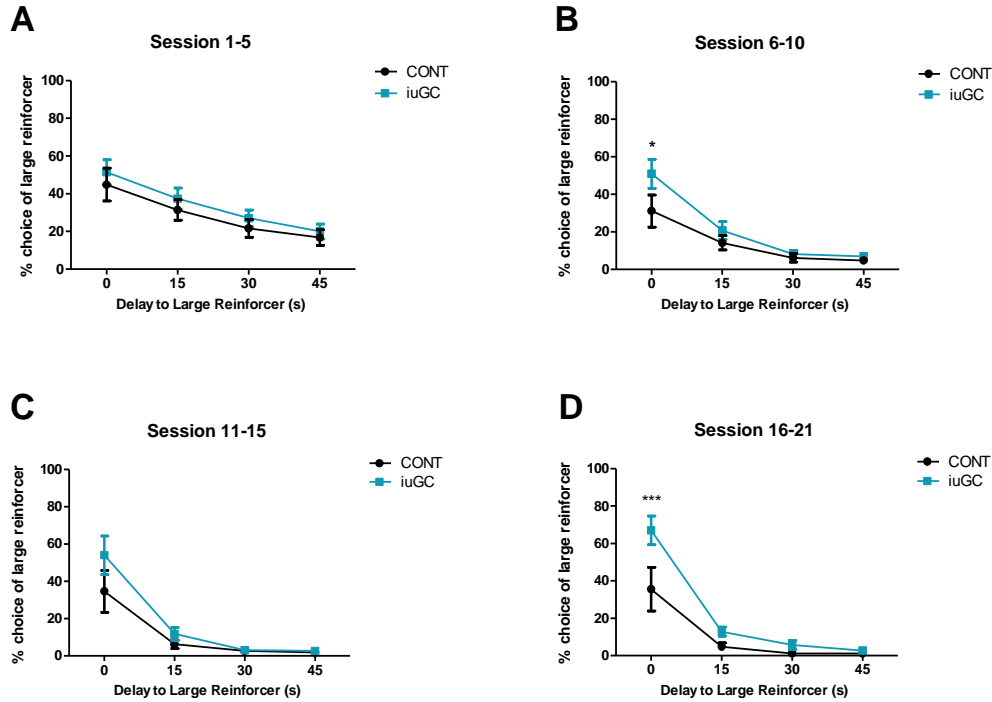 A
Session 1-5
CONT
iuGC
% choice of large reinforcer
100
80
60
40
20
0
0 15 30 45
Delay to Large Reinforcer (s)
B
Session 6-10
CONT
iuGC
% choice of large reinforcer
100
80
60
40
20
0
*
0 15 30 45
Delay to Large Reinforcer (s)
C
Session 11-15
CONT
iuGC
% choice of large reinforcer
100
80
60
40
20
0
0 15 30 45
Delay to Large Reinforcer (s)
D
Session 16-21
CONT
iuGC
% choice of large reinforcer
100
80
60
40
20
0
***
0 15 30 45
Delay to Large Reinforcer (s)